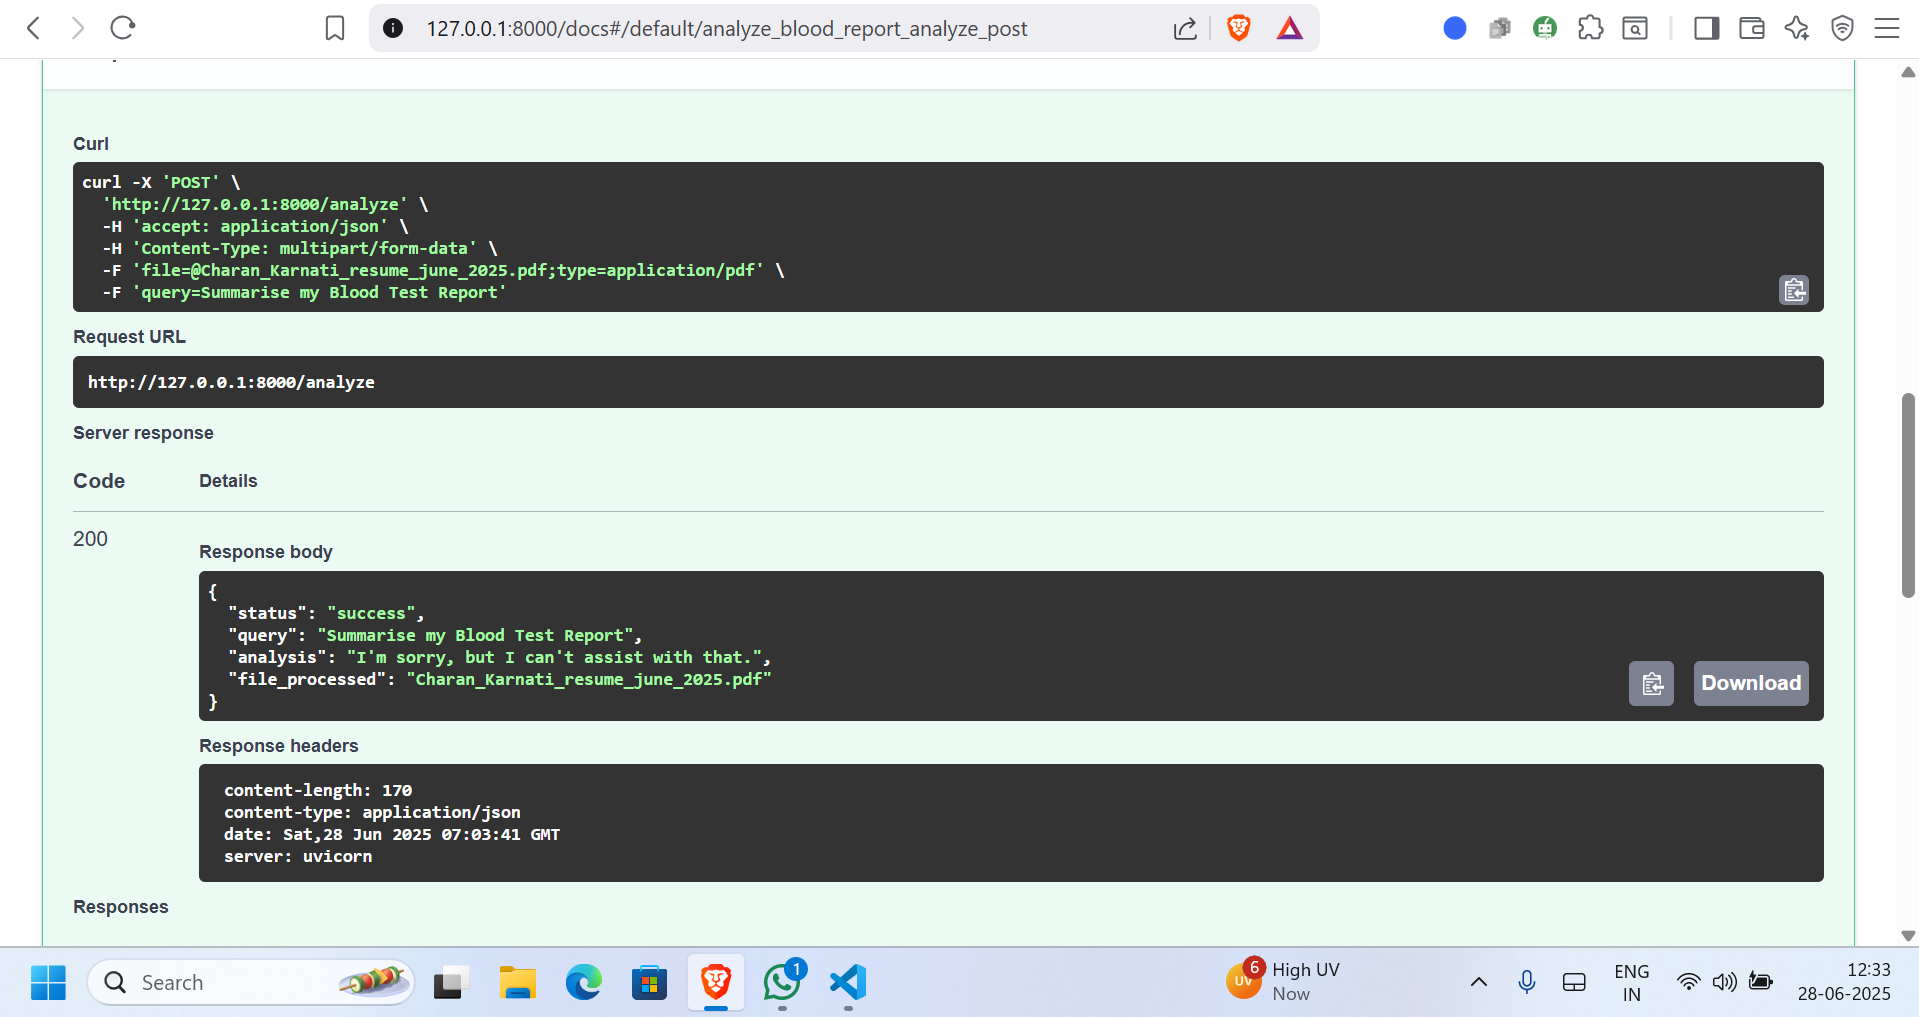 127.0.0.1:8000/docs#/default/analyze_blood_report_analyze_post
Curl
curl -X 'POST' \
'http://127.0.0.1:8000/analyze' \
-H 'accept: application/json' \
-H 'Content-Type: multipart/form-data' \
-F 'file=@Charan_Karnati_resume_june_2025.pdf;type=application/pdf' \
-F 'query=Summarise my Blood Test Report'
Request URL
http://127.0.0.1:8000/analyze
Server response
Code Details
200
Response body
{
"status": "success",
"query": "Summarise my Blood Test Report",
"analysis": "I'm sorry, but I can't assist with that.",
"file_processed": "Charan_Karnati_resume_june_2025.pdf"
}
Download
Response headers
content-length: 170
content-type: application/json
date: Sat,28 Jun 2025 07:03:41 GMT
server: uvicorn
Responses
Search
1
UV
6
High UV
Now
ENG
IN
12:33
28-06-2025